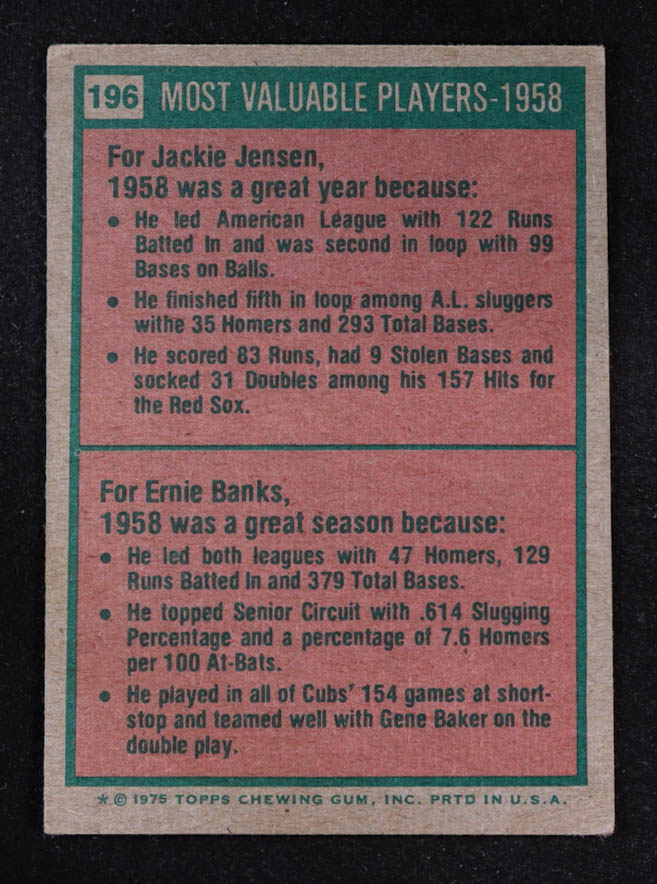 196 MOST VALUABLE PLAYERS-1958
For Jackie Jensen,
1958 was a great year because:
● He led American League with 122 Runs
Batted In and was second in loop with 99
Bases on Balls.
● He finished fifth in loop among A.L. sluggers
withe 35 Homers and 293 Total Bases.
● He scored 83 Runs, had 9 Stolen Bases and
socked 31 Doubles among his 157 Hits for
the Red Sox.
For Ernie Banks,
1958 was a great season because:
● He led both leagues with 47 Homers, 129
Runs Batted In and 379 Total Bases.
● He topped Senior Circuit with .614 Slugging
Percentage and a percentage of 7.6 Homers
per 100 At-Bats.
● He played in all of Cubs' 154 games at short-
stop and teamed well with Gene Baker on the
double play.
* © 1975 TOPPS CHEWING GUM, INC. PRTD IN U.S.A.